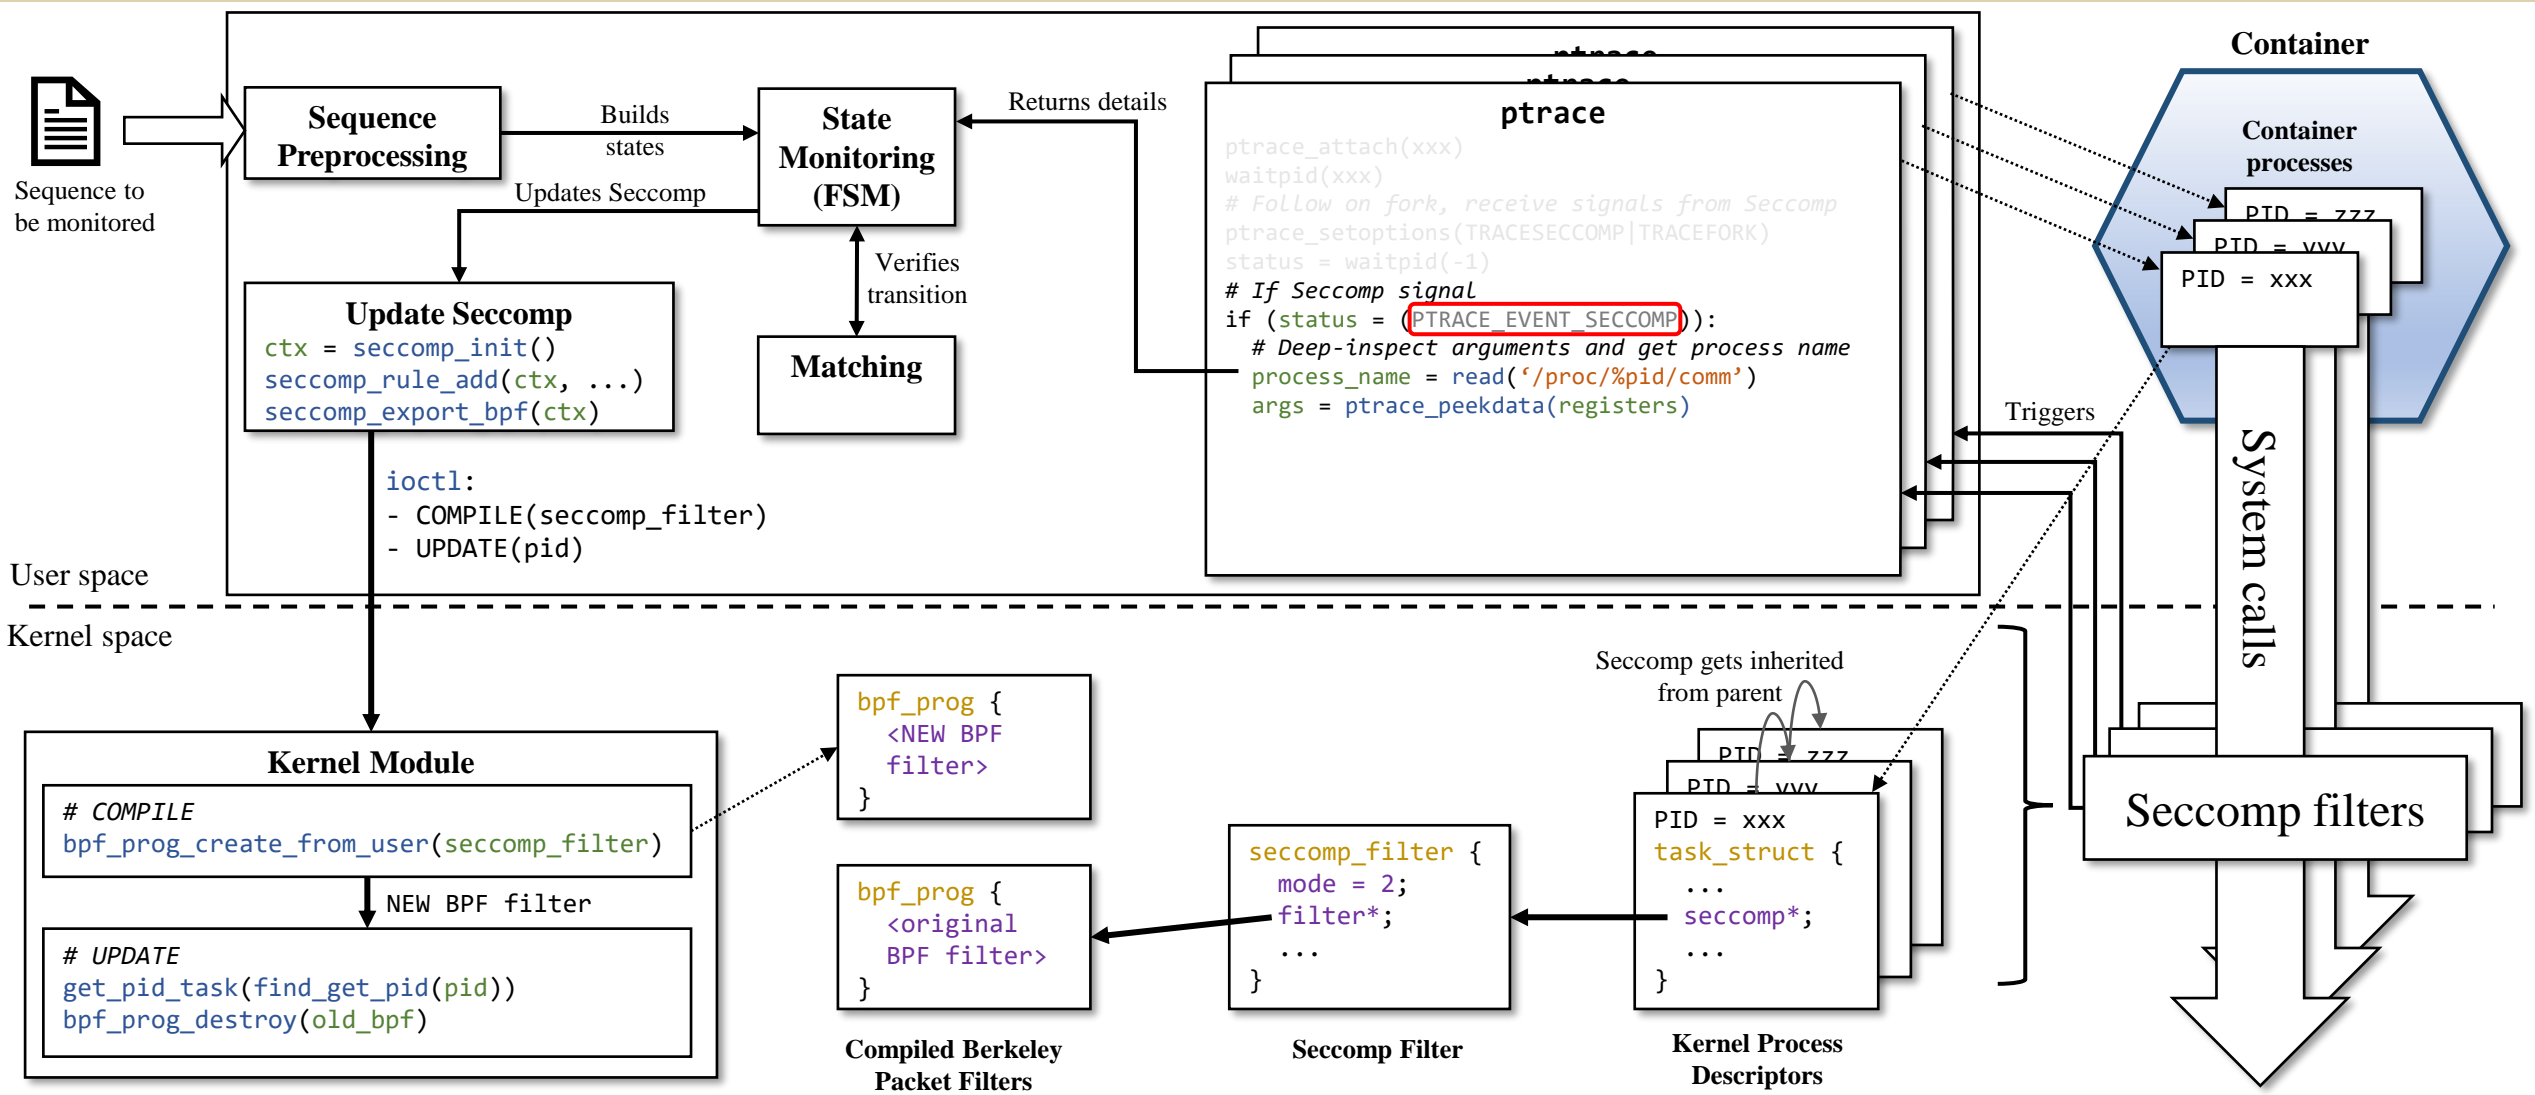 Sequence to
be monitored
Sequence
Preprocessing
Builds
states
State
Monitoring
(FSM)
Updates Seccomp
Update Seccomp
ctx = seccomp_init()
seccomp_rule_add(ctx, ...)
seccomp_export_bpf(ctx)
Verifies
transition
Matching
ioctl:
- COMPILE(seccomp_filter)
- UPDATE(pid)
Returns details
ptrace
ptrace
ptrace
ptrace_attach(xxx)
waitpid(xxx)
# Follow on fork, receive signals from Seccomp
ptrace_setoptions(TRACESECCOMP|TRACEFORK)
status = waitpid(-1)
# If Seccomp signal
if (status = (PTRACE_EVENT_SECCOMP)):
# Deep-inspect arguments and get process name
process_name = read(‘/proc/%pid/comm’)
args = ptrace_peekdata(registers)
Container
Container
processes
PID = zzz
PID = yyy
PID = xxx
Triggers
System calls
User space
Kernel space
Kernel Module
# COMPILE
bpf_prog_create_from_user(seccomp_filter)
NEW BPF filter
# UPDATE
get_pid_task(find_get_pid(pid))
bpf_prog_destroy(old_bpf)
bpf_prog {
<NEW BPF
filter>
}
bpf_prog {
<original
BPF filter>
}
Compiled Berkeley
Packet Filters
seccomp_filter {
mode = 2;
filter*;
...
}
Seccomp Filter
Seccomp gets inherited
from parent
PID = zzz
PID = yyy
PID = xxx
task_struct {
...
seccomp*;
...
}
Kernel Process
Descriptors
Seccomp filters